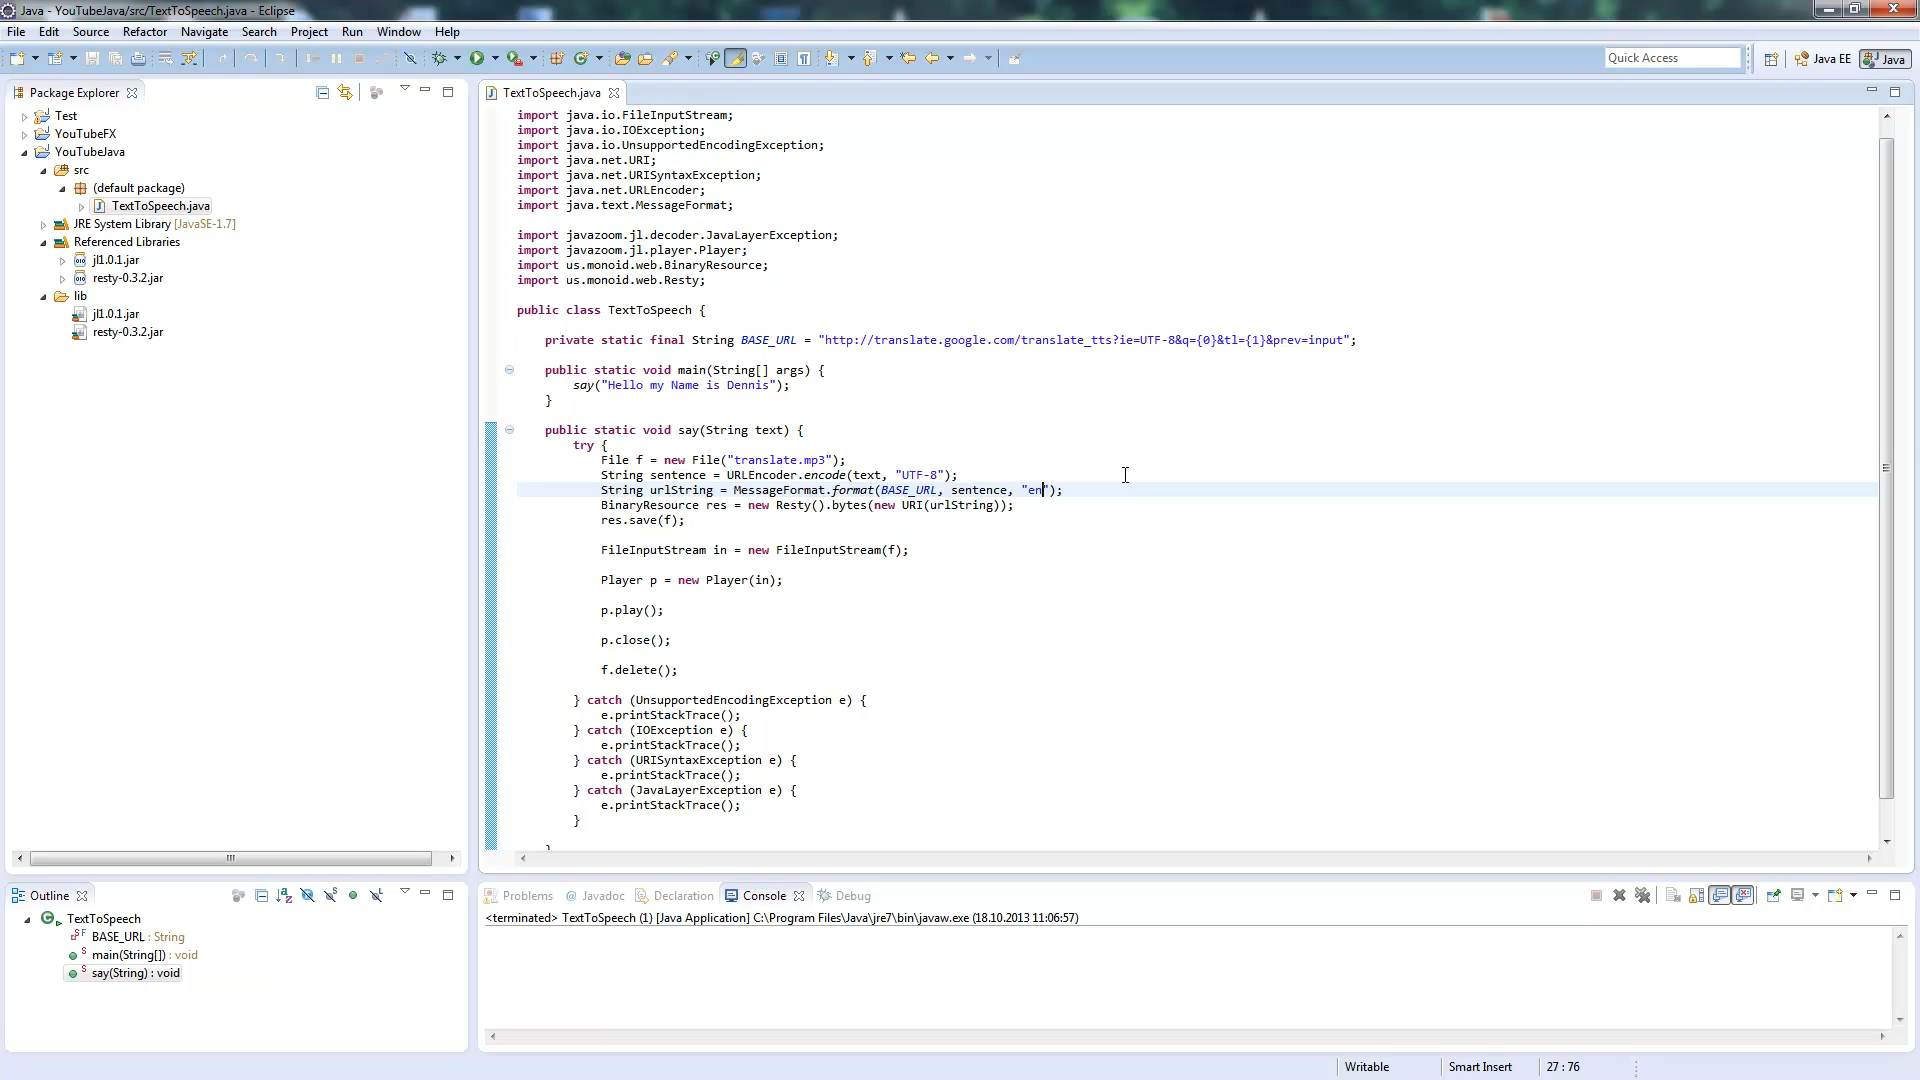 Java - YouTubeJava/src/TextToSpeech.java - Eclipse
File Edit Source Refactor Navigate Search Project Run Window Help
Quick Access
Java EE
Java
Package Explorer
Test
YouTubeFX
YouTubeJava
src
(default package)
TextToSpeech.java
JRE System Library [JavaSE-1.7]
Referenced Libraries
jl1.0.1.jar
resty-0.3.2.jar
lib
jl1.0.1.jar
resty-0.3.2.jar
TextToSpeech.java
import java.io.FileInputStream;
import java.io.IOException;
import java.io.UnsupportedEncodingException;
import java.net.URI;
import java.net.URISyntaxException;
import java.net.URLEncoder;
import java.text.MessageFormat;
import javazoom.jl.decoder.JavaLayerException;
import javazoom.jl.player.Player;
import us.monoid.web.BinaryResource;
import us.monoid.web.Resty;
public class TextToSpeech {
private static final String BASE_URL = "http://translate.google.com/translate_tts?ie=UTF-8&q={0}&tl={1}&prev=input";
public static void main(String[] args) {
say("Hello my Name is Dennis");
}
public static void say(String text) {
try {
File f = new File("translate.mp3");
String sentence = URLEncoder.encode(text, "UTF-8");
String urlString = MessageFormat.format(BASE_URL, sentence, "en");
BinaryResource res = new Resty().bytes(new URI(urlString));
res.save(f);
FileInputStream in = new FileInputStream(f);
Player p = new Player(in);
p.play();
p.close();
f.delete();
} catch (UnsupportedEncodingException e) {
e.printStackTrace();
} catch (IOException e) {
e.printStackTrace();
} catch (URISyntaxException e) {
e.printStackTrace();
} catch (JavaLayerException e) {
e.printStackTrace();
}
Outline
TextToSpeech
BASE_URL : String
main(String[]) : void
say(String) : void
Problems @ Javadoc Declaration Console Debug
<terminated> TextToSpeech (1) [Java Application] C:\Program Files\Java\jre7\bin\javaw.exe (18.10.2013 11:06:57)
Writable Smart Insert 27 : 76